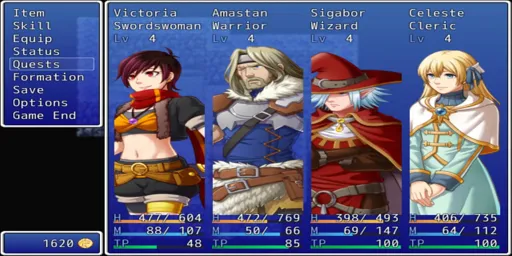 Item
Skill
Equip
Status
Quests
Formation
Save
Options
Game End
Victoria
Swordswoman
Lv 4
H 477/ 604
M 88/ 107
TP 48
Amastan
Warrior
Lv 4
H 472/ 769
M 50/ 66
TP 85
Sigabor
Wizard
Lv 4
H 398/ 493
M 69/ 147
TP 100
Celeste
Cleric
Lv 4
H 406/ 735
M 64/ 112
TP 100
1620